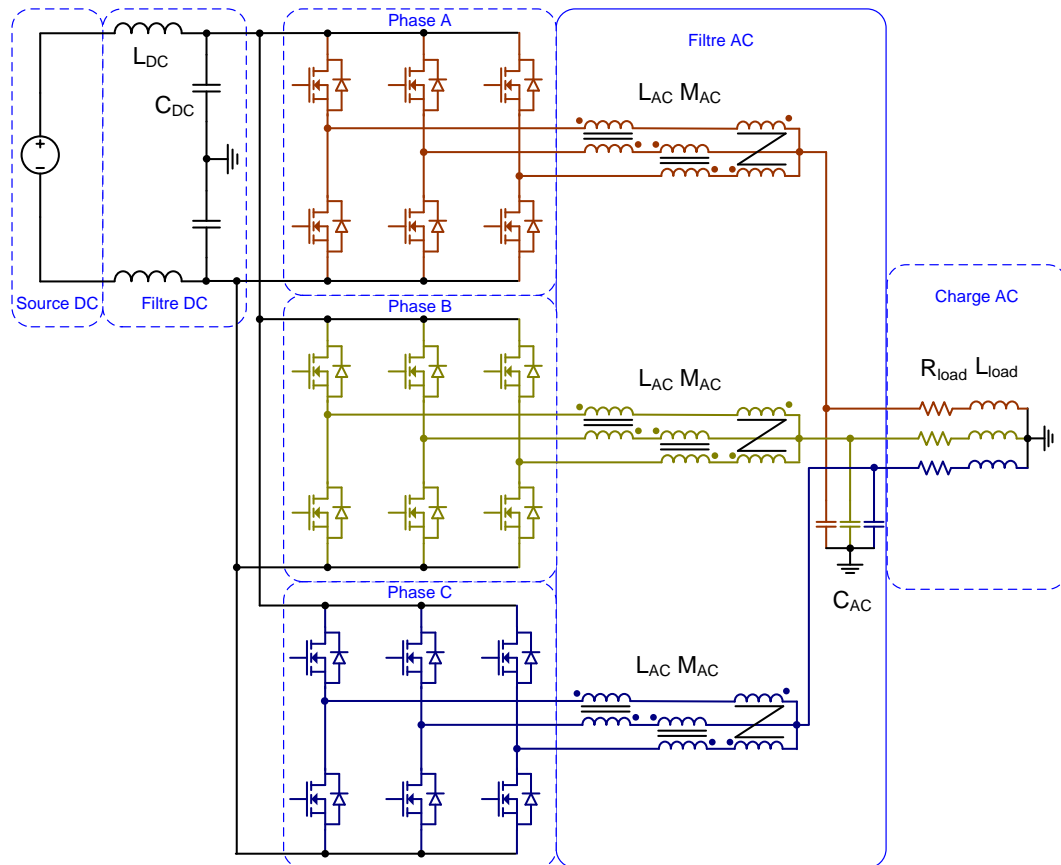 Phase A
Filtre AC
L_DC
C_DC
L_AC M_AC
Source DC
Filtre DC
Phase B
Charge AC
L_AC M_AC
R_load L_load
Phase C
C_AC
L_AC M_AC